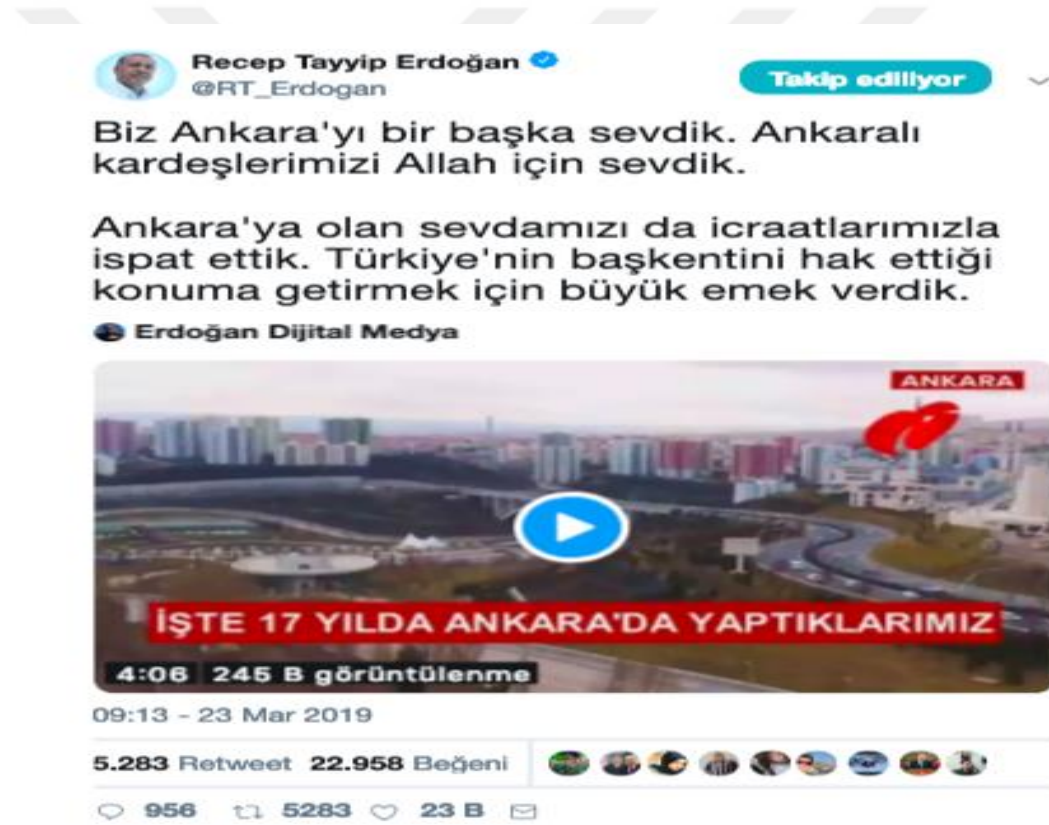 Recep Tayyip Erdoğan
@RT_Erdogan
Takip ediliyor
Biz Ankara'yı bir başka sevdik. Ankaralı
kardeşlerimizi Allah için sevdik.
Ankara'ya olan sevdamızı da icraatlarımızla
ispat ettik. Türkiye'nin başkentini hak ettiği
konuma getirmek için büyük emek verdik.
Erdoğan Dijital Medya
ANKARA
İŞTE 17 YILDA ANKARA'DA YAPTIKLARIMIZ
4:06 245 B görüntülenme
09:13 - 23 Mar 2019
5.283 Retweet 22.958 Beğeni
956 5283 23 B